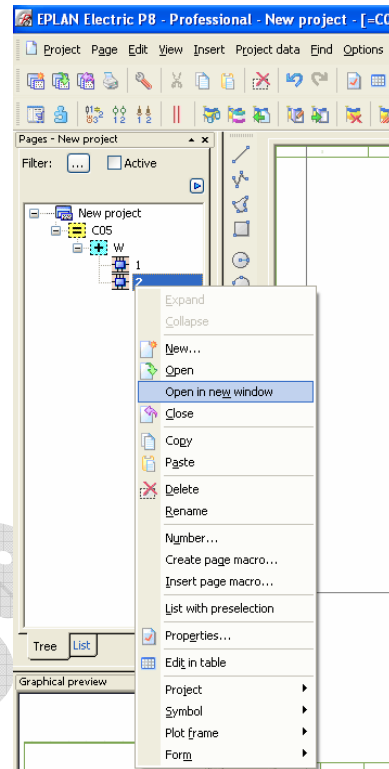 EPLAN Electric P8 - Professional - New project - [=C0
Project Page Edit View Insert Project data Find Options
Pages - New project
Filter: ... Active
New project
C05
W
1
2
Expand
Collapse
New...
Open
Open in new window
Close
Copy
Paste
Delete
Rename
Number...
Create page macro...
Insert page macro...
List with preselection
Properties...
Edit in table
Tree List
Graphical preview
Project
Symbol
Plot frame
Form